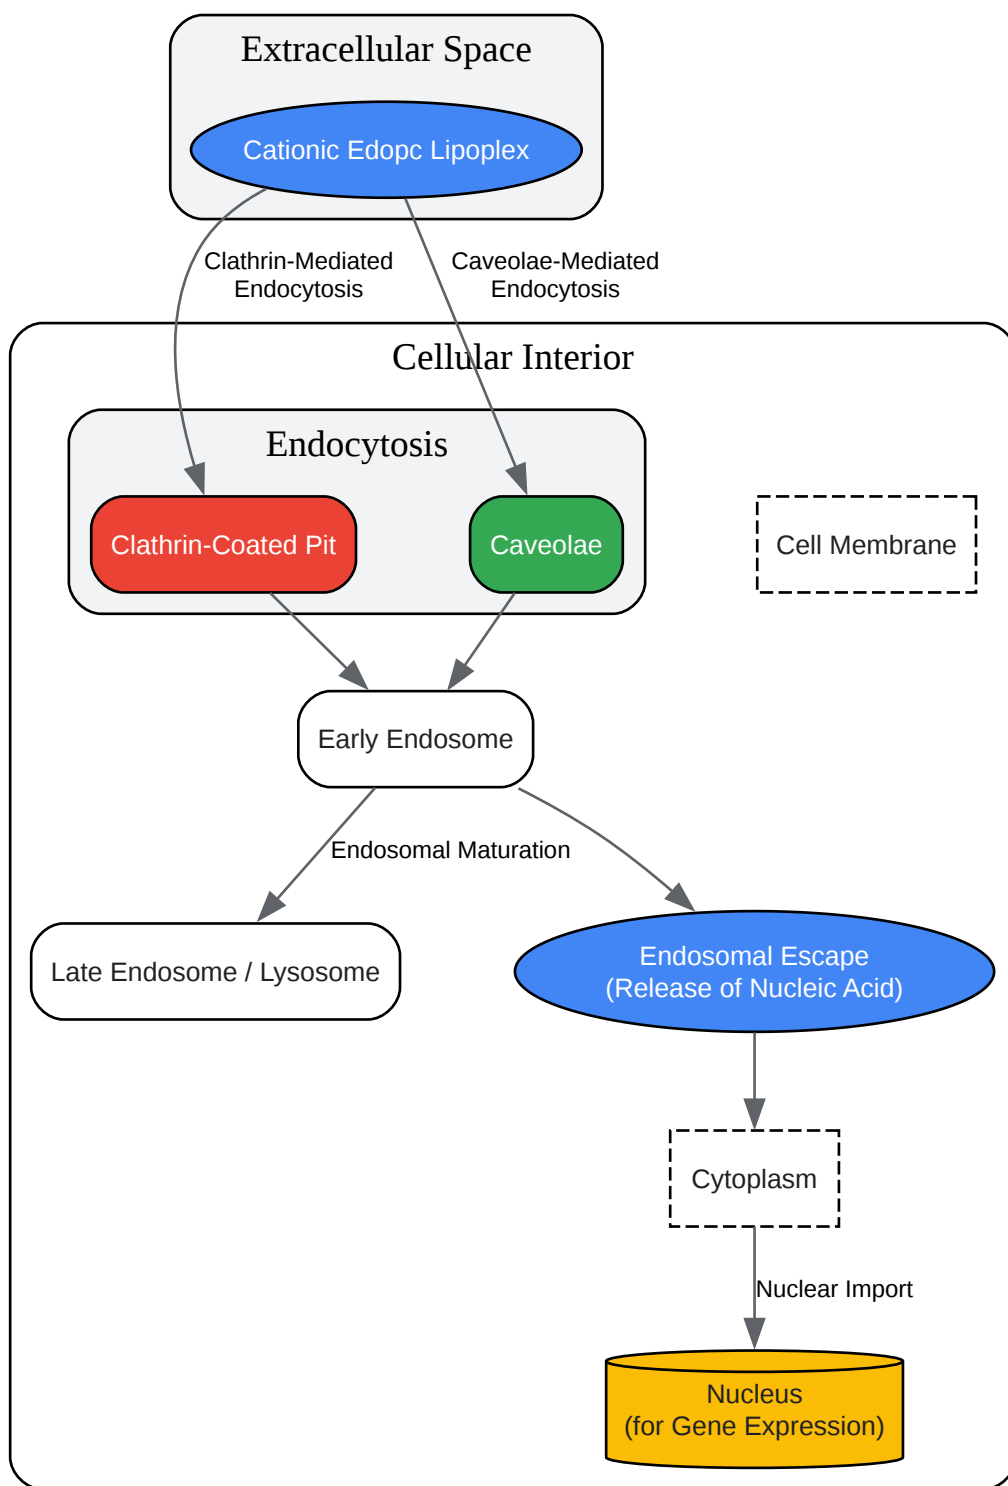 Extracellular Space
Cationic Edopc Lipoplex
Clathrin-Mediated
Endocytosis
Caveolae-Mediated
Endocytosis
Cellular Interior
Endocytosis
Clathrin-Coated Pit
Caveolae
Cell Membrane
Early Endosome
Endosomal Maturation
Late Endosome / Lysosome
Endosomal Escape
(Release of Nucleic Acid)
Cytoplasm
Nuclear Import
Nucleus
(for Gene Expression)